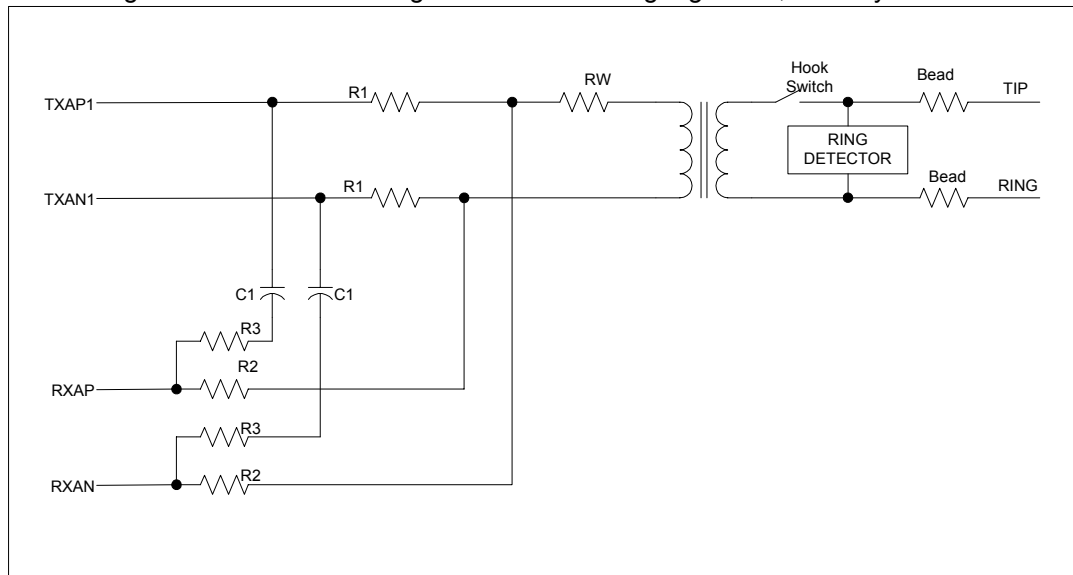 TXAP1
R1
RW
Hook
Switch
Bead
TIP
RING
DETECTOR
TXAN1
R1
Bead
RING
C1
C1
R3
R2
RXAP
R3
RXAN
R2